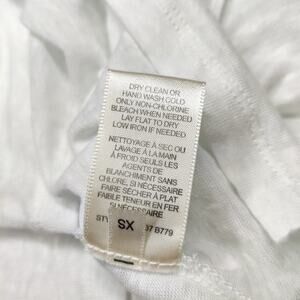 DRY CLEAN OR
HAND WASH COLD
ONLY NON-CHLORINE
BLEACH WHEN NEEDED
LAY FLAT TO DRY
LOW IRON IF NEEDED
NETTOYAGE À SEC OU
LAVAGE À LA MAIN
À FROID SEULS LES
AGENTS DE
BLANCHIMENT SANS
CHLORE, SI NÉCESSAIRE
FAIRE SÉCHER À PLAT
FAIBLE TENEUR EN FER
SI NÉCESSAIRE
B779
XS